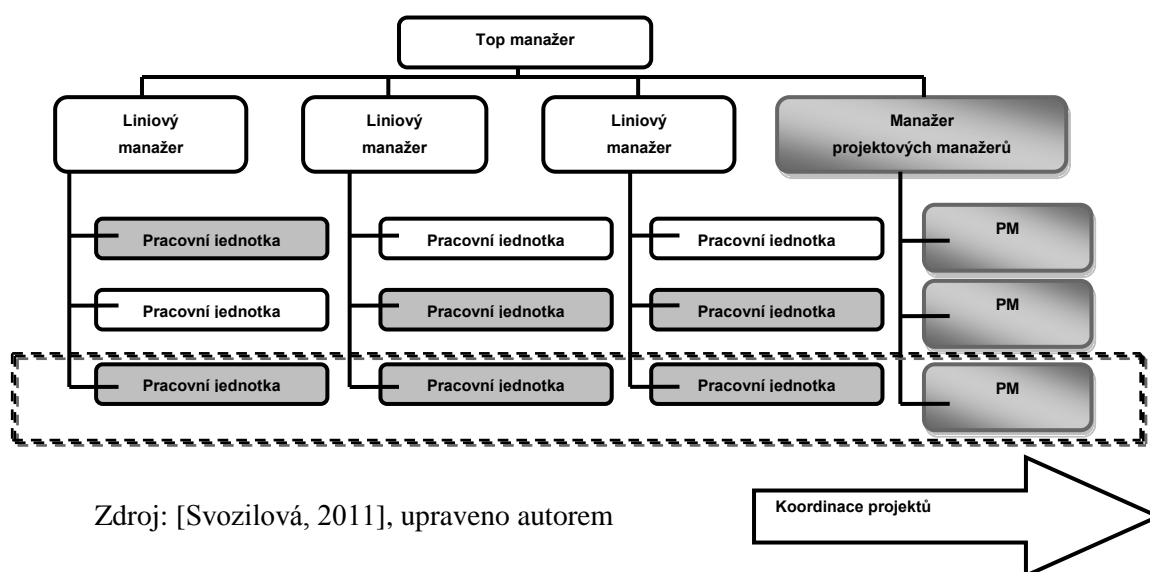 Top manažer
Liniový
manažer
Liniový
manažer
Liniový
manažer
Manažer
projektových manažerů
Pracovní jednotka
Pracovní jednotka
Pracovní jednotka
PM
Pracovní jednotka
Pracovní jednotka
Pracovní jednotka
PM
Pracovní jednotka
Pracovní jednotka
Pracovní jednotka
PM
Koordinace projektů
Zdroj: [Svozilová, 2011], upraveno autorem